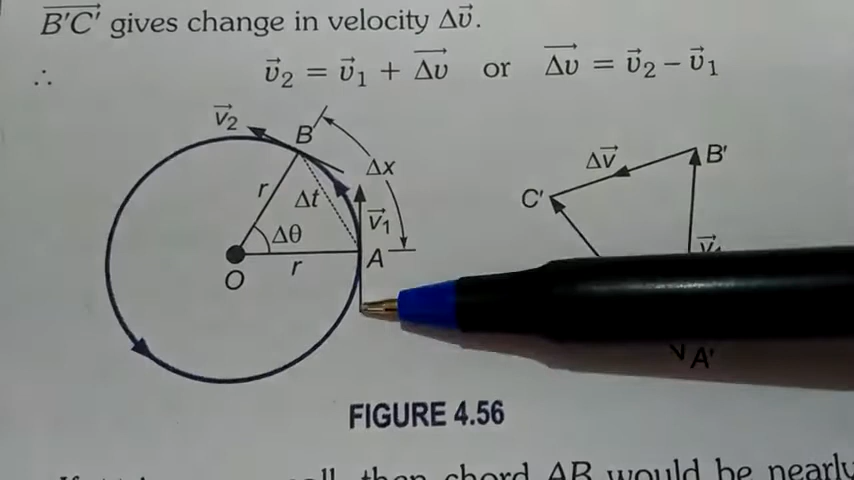 B'C' gives change in velocity Δv.
∴ v₂ = v₁ + Δv or Δv = v₂ – v₁
v₂
B
Δx
Δv
B'
r
Δt
C'
Δθ
v₁
v₁
r
A
O
A'
FIGURE 4.56
then chord AB would be nearly